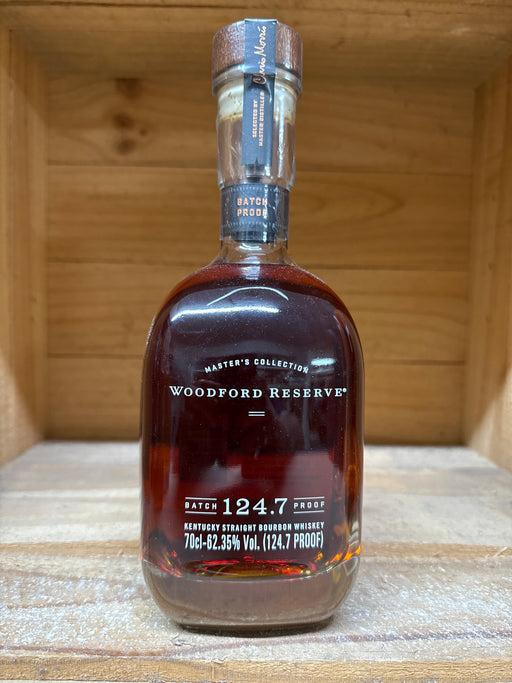 Chris Morris
SELECTED BY
MASTER DISTILLER
BATCH
PROOF
MASTER'S COLLECTION
WOODFORD RESERVE®
BATCH 124.7 PROOF
KENTUCKY STRAIGHT BOURBON WHISKEY
70cl-62.35% Vol. (124.7 PROOF)